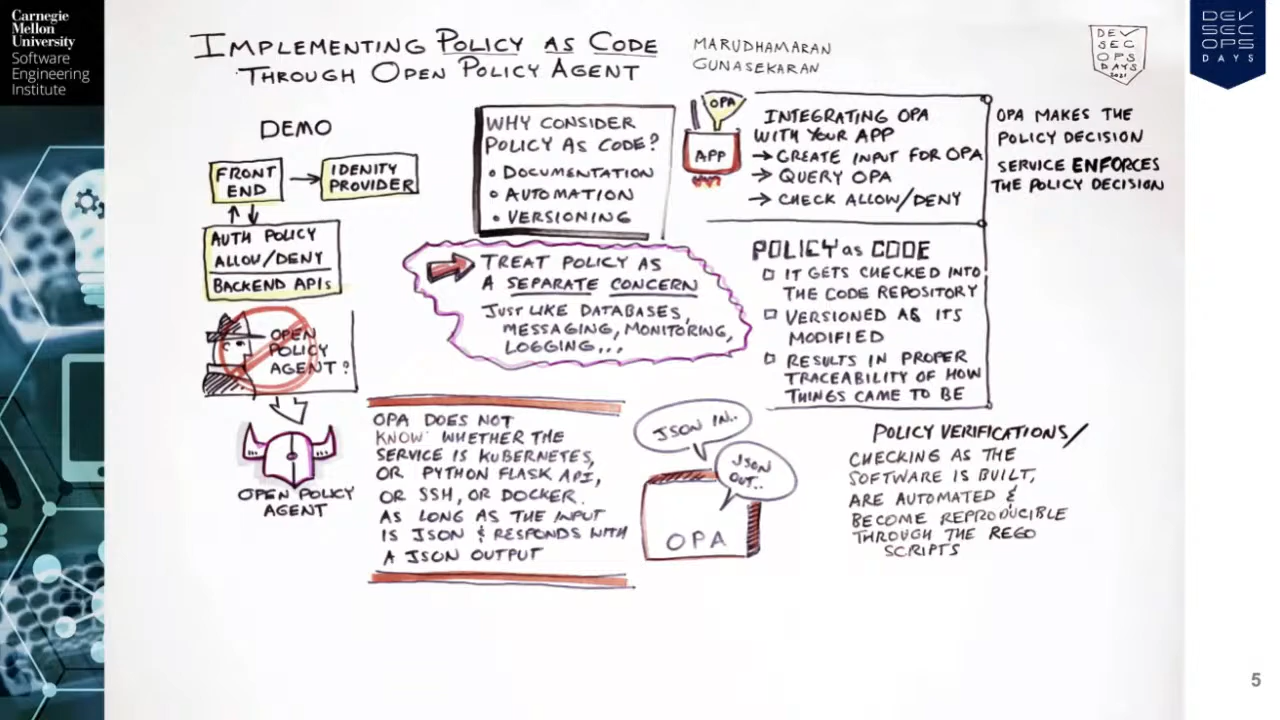 Carnegie
Mellon
University
Software
Engineering
Institute
IMPLEMENTING POLICY AS CODE
THROUGH OPEN POLICY AGENT
MARUDHAMARAN
GUNASEKARAN
DEV
SEC
OPS
DAYS
2021
DEV
SEC
OPS
DAYS
DEMO
FRONT
END
IDENITY
PROVIDER
AUTH POLICY
ALLOW/DENY
BACKEND APIs
OPEN
POLICY
AGENT?
OPEN POLICY
AGENT
WHY CONSIDER
POLICY AS CODE?
• DOCUMENTATION
• AUTOMATION
• VERSIONING
TREAT POLICY AS
A SEPARATE CONCERN
JUST LIKE DATABASES,
MESSAGING, MONITORING,
LOGGING...
OPA DOES NOT
KNOW WHETHER THE
SERVICE IS KUBERNETES,
OR PYTHON FLASK API,
OR SSH, OR DOCKER.
AS LONG AS THE INPUT
IS JSON & RESPONDS WITH
A JSON OUTPUT
OPA
APP
INTEGRATING OPA
WITH YOUR APP
→ CREATE INPUT FOR OPA
→ QUERY OPA
→ CHECK ALLOW/DENY
OPA MAKES THE
POLICY DECISION
SERVICE ENFORCES
THE POLICY DECISION
POLICY as CODE
□ IT GETS CHECKED INTO
THE CODE REPOSITORY
□ VERSIONED AS ITS
MODIFIED
□ RESULTS IN PROPER
TRACEABILITY OF HOW
THINGS CAME TO BE
JSON IN..
JSON
OUT..
OPA
POLICY VERIFICATIONS/
CHECKING AS THE
SOFTWARE IS BUILT,
ARE AUTOMATED &
BECOME REPRODUCIBLE
THROUGH THE REGO
SCRIPTS
5